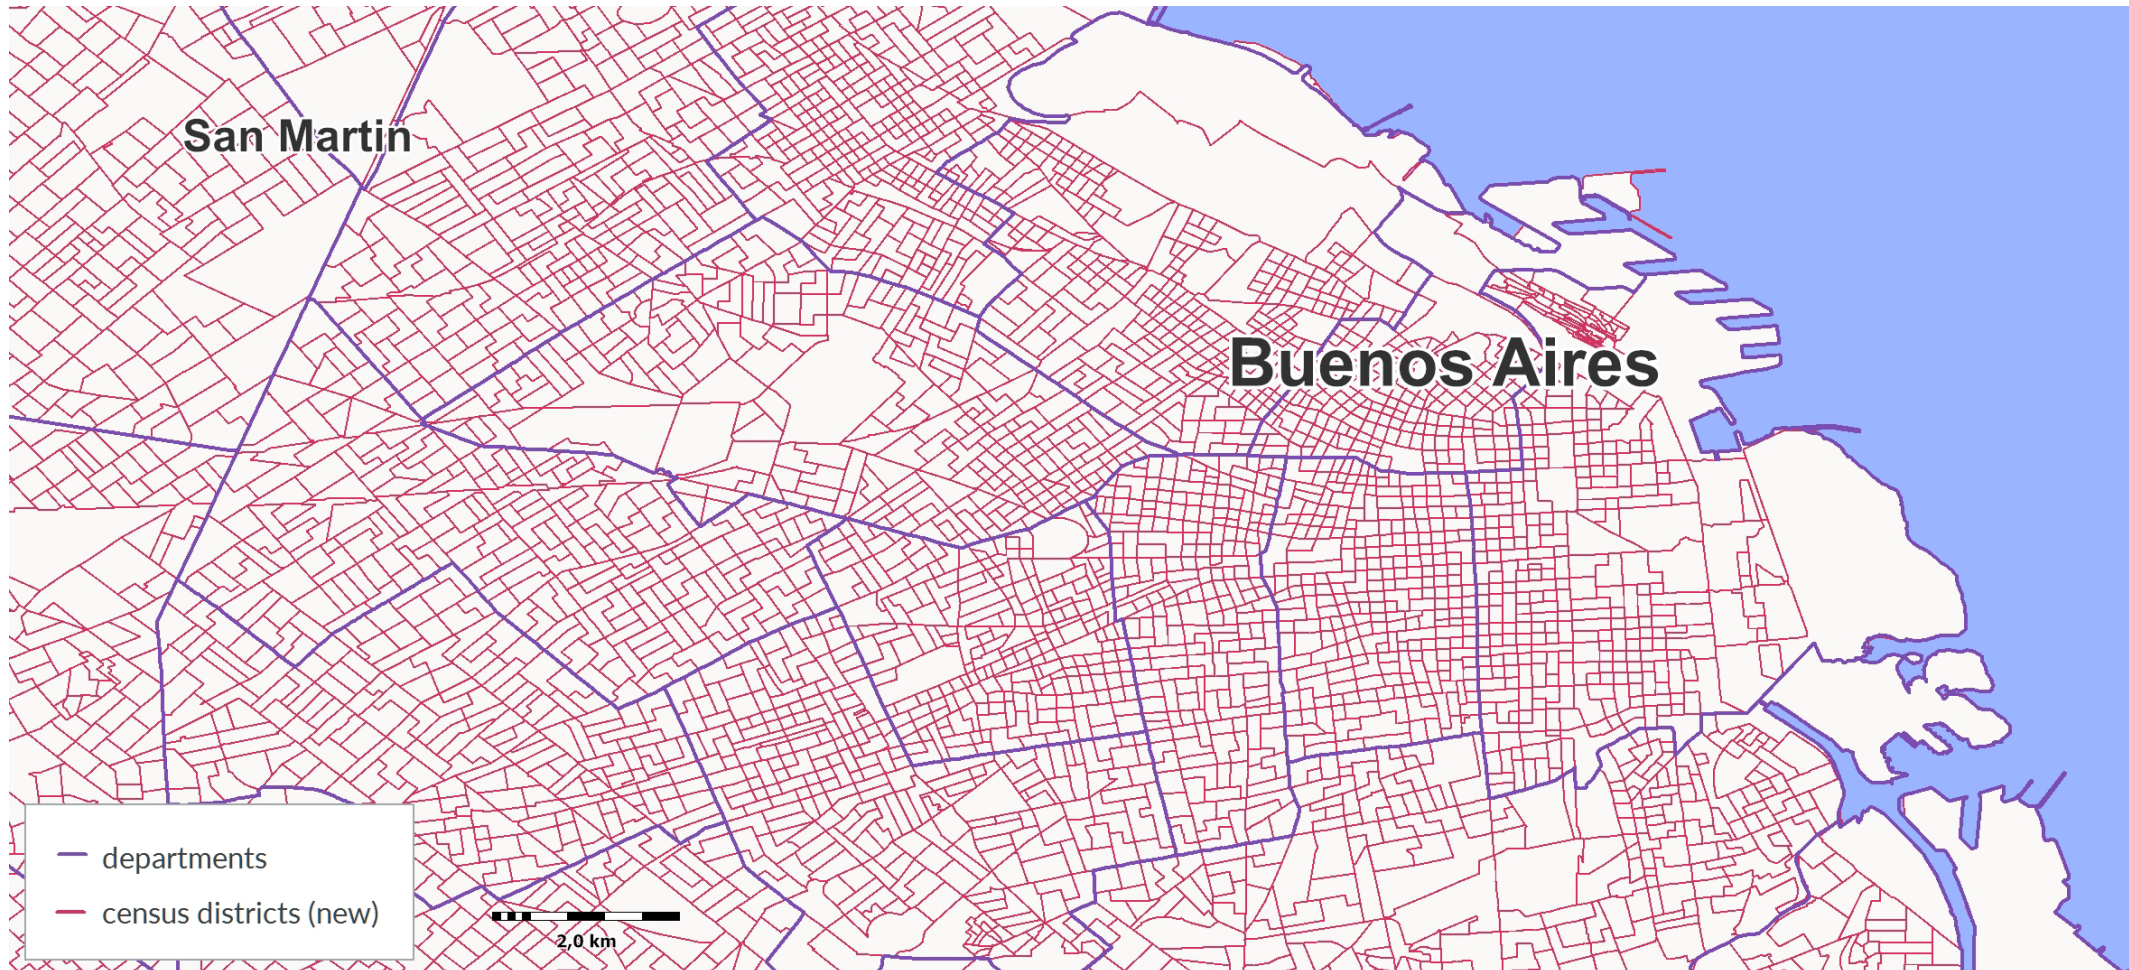 San Martin
Buenos Aires
departments
census districts (new)
2,0 km